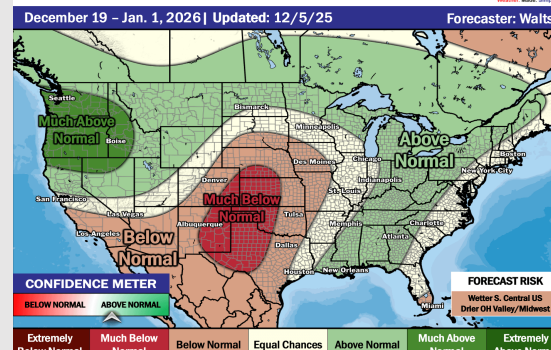 December 19 – Jan. 1, 2026| Updated: 12/5/25
Forecaster: Walts
Seattle
Much Above
Normal
Boise
Bismarck
Minneapolis
Above
Normal
Boston
New York City
Des Moines
Chicago
Indianapolis
Denver
St. Louis
San Francisco
Much Below
Normal
Las Vegas
Albuquerque
Tulsa
Memphis
Charlotte
Los Angeles
Below
Normal
Atlanta
Dallas
Houston
New Orleans
Miami
CONFIDENCE METER
BELOW NORMAL
ABOVE NORMAL
FORECAST RISK
Wetter S. Central US
Drier OH Valley/Midwest
Extremely
Below Normal
Much Below
Normal
Below Normal
Equal Chances
Above Normal
Much Above
Normal
Extremely